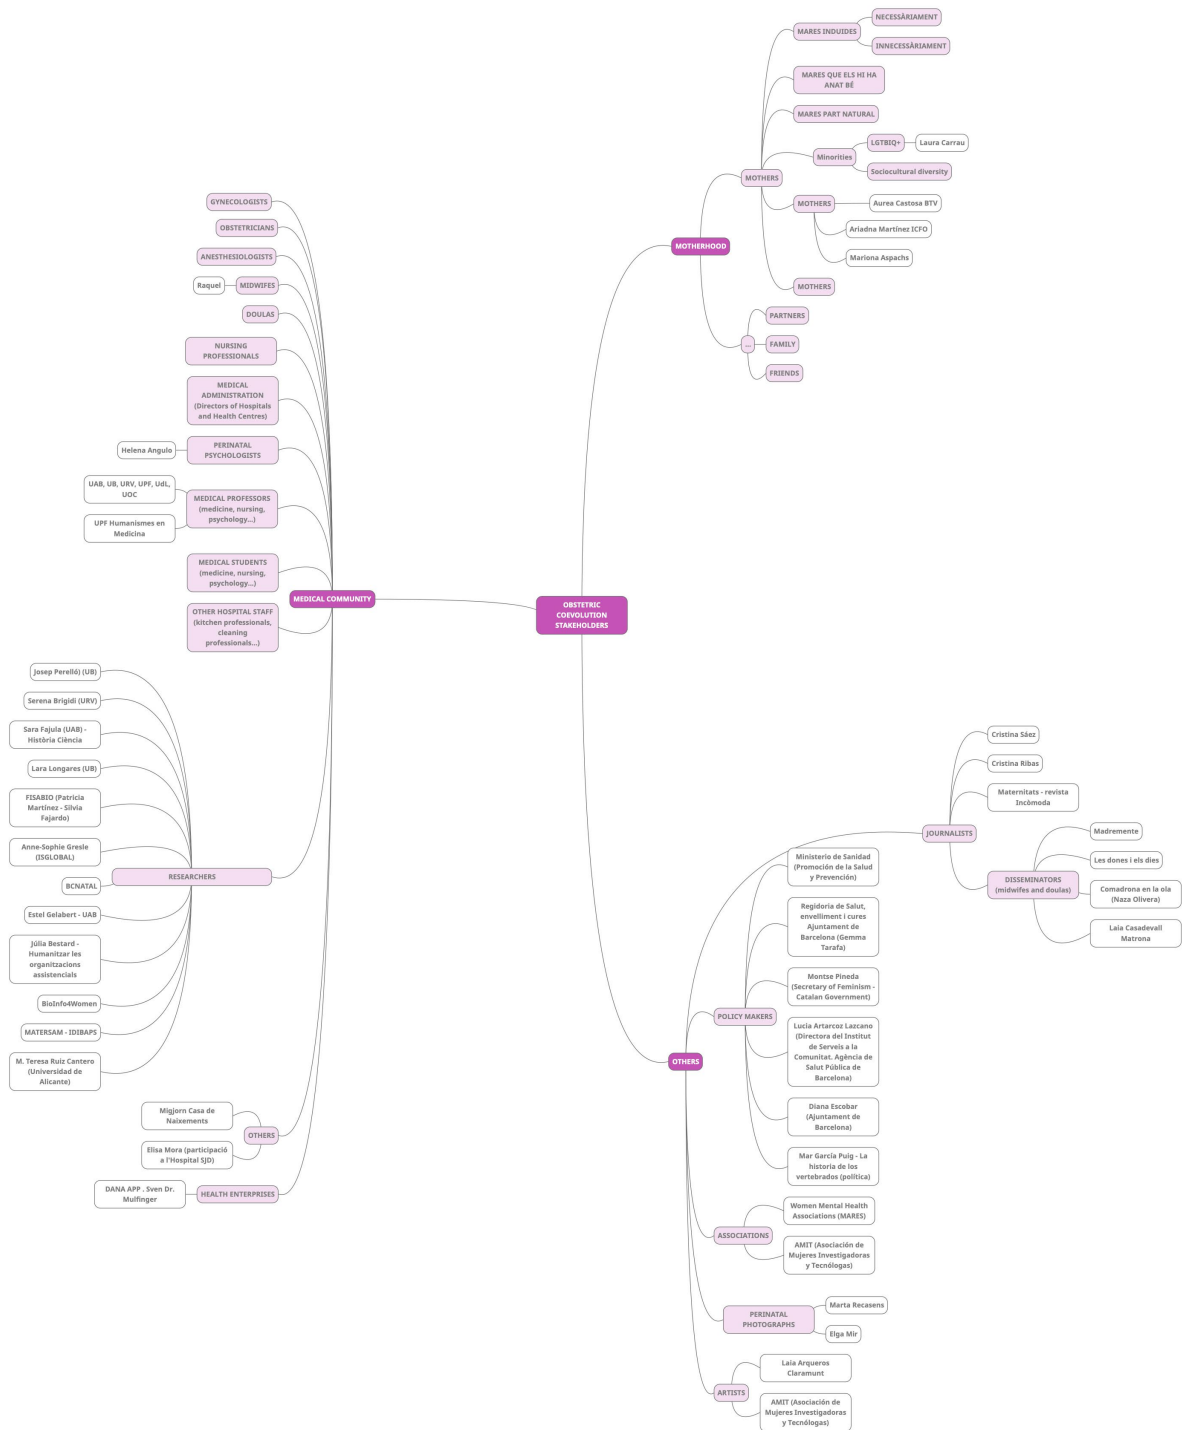 OBSTETRIC
COEVOLUTION
STAKEHOLDERS
MOTHERHOOD
MOTHERS
MARES INDUIDES
NECESSÀRIAMENT
INNECESSÀRIAMENT
MARES QUE ELS HI HA
ANAT BÉ
MARES PART NATURAL
Minorities
LGTBIQ+
Laura Carrau
Sociocultural diversity
MOTHERS
Aurea Castosa BTV
Ariadna Martínez ICFO
Mariona Aspachs
MOTHERS
...
PARTNERS
FAMILY
FRIENDS
MEDICAL COMMUNITY
GYNECOLOGISTS
OBSTETRICIANS
ANESTHESIOLOGISTS
MIDWIFES
Raquel
DOULAS
NURSING
PROFESSIONALS
MEDICAL
ADMINISTRATION
(Directors of Hospitals
and Health Centres)
PERINATAL
PSYCHOLOGISTS
Helena Angulo
MEDICAL PROFESSORS
(medicine, nursing,
psychology...)
UAB, UB, URV, UPF, UdL,
UOC
UPF Humanismes en
Medicina
MEDICAL STUDENTS
(medicine, nursing,
psychology...)
OTHER HOSPITAL STAFF
(kitchen professionals,
cleaning
professionals...)
RESEARCHERS
Josep Perelló) (UB)
Serena Brigidi (URV)
Sara Fajula (UAB) -
Història Ciència
Lara Longares (UB)
FISABIO (Patricia
Martínez - Silvia
Fajardo)
Anne-Sophie Gresle
(ISGLOBAL)
BCNATAL
Estel Gelabert - UAB
Júlia Bestard -
Humanitzar les
organitzacions
assistencials
BioInfo4Women
MATERSAM - IDIBAPS
M. Teresa Ruiz Cantero
(Universidad de
Alicante)
OTHERS
Migjorn Casa de
Naixements
Elisa Mora (participació
a l'Hospital SJD)
HEALTH ENTERPRISES
DANA APP . Sven Dr.
Mulfinger
OTHERS
JOURNALISTS
Cristina Sáez
Cristina Ribas
Maternitats - revista
Incòmoda
DISSEMINATORS
(midwifes and doulas)
Madremente
Les dones i els dies
Comadrona en la ola
(Naza Olivera)
Laia Casadevall
Matrona
POLICY MAKERS
Ministerio de Sanidad
(Promoción de la Salud
y Prevención)
Regidoria de Salut,
envelliment i cures
Ajuntament de
Barcelona (Gemma
Tarafa)
Montse Pineda
(Secretary of Feminism -
Catalan Government)
Lucia Artarcoz Lazcano
(Directora del Institut
de Serveis a la
Comunitat. Agència de
Salut Pública de
Barcelona)
Diana Escobar
(Ajuntament de
Barcelona)
Mar García Puig - La
historia de los
vertebrados (política)
ASSOCIATIONS
Women Mental Health
Associations (MARES)
AMIT (Asociación de
Mujeres Investigadoras
y Tecnólogas)
PERINATAL
PHOTOGRAPHS
Marta Recasens
Elga Mir
ARTISTS
Laia Arqueros
Claramunt
AMIT (Asociación de
Mujeres Investigadoras
y Tecnólogas)